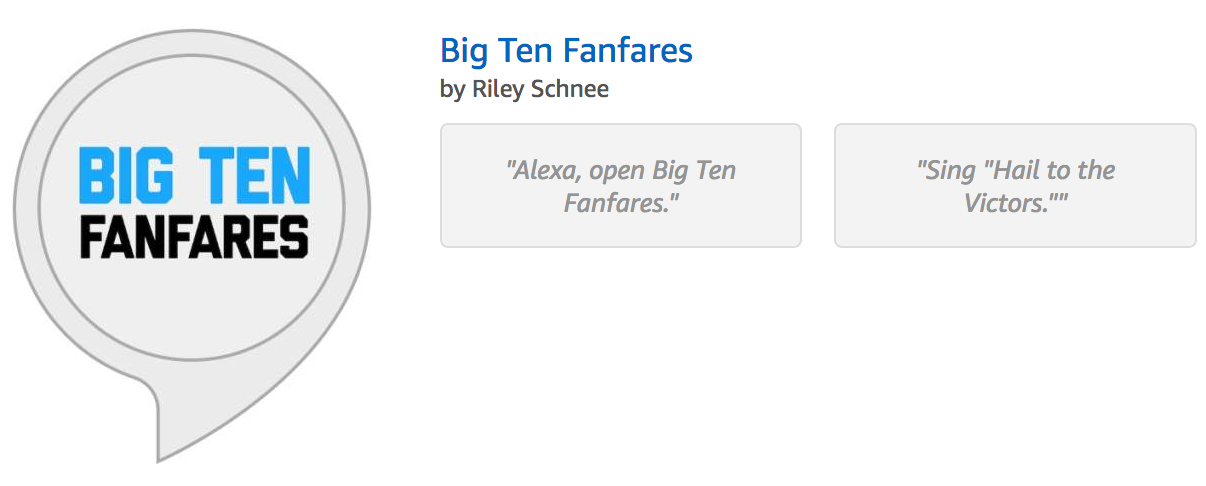 BIG TEN
FANFARES
Big Ten Fanfares
by Riley Schnee
"Alexa, open Big Ten
Fanfares."
"Sing "Hail to the
Victors.""